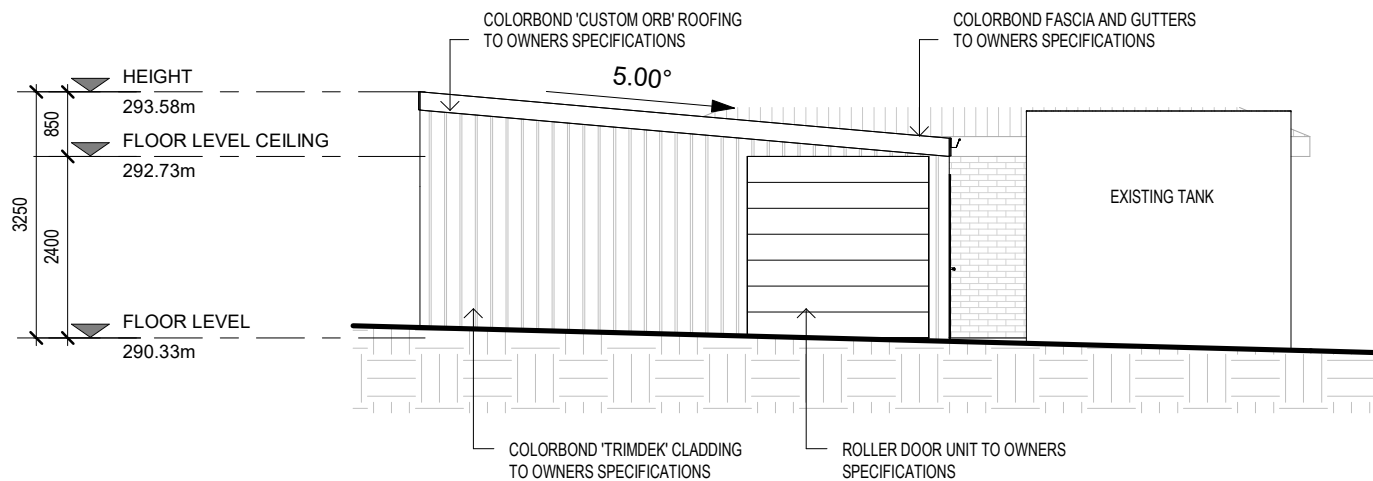 COLORBOND 'CUSTOM ORB' ROOFING
TO OWNERS SPECIFICATIONS
COLORBOND FASCIA AND GUTTERS
TO OWNERS SPECIFICATIONS
5.00°
HEIGHT
293.58m
850
FLOOR LEVEL CEILING
292.73m
3250
2400
EXISTING TANK
FLOOR LEVEL
290.33m
COLORBOND 'TRIMDEK' CLADDING
TO OWNERS SPECIFICATIONS
ROLLER DOOR UNIT TO OWNERS
SPECIFICATIONS